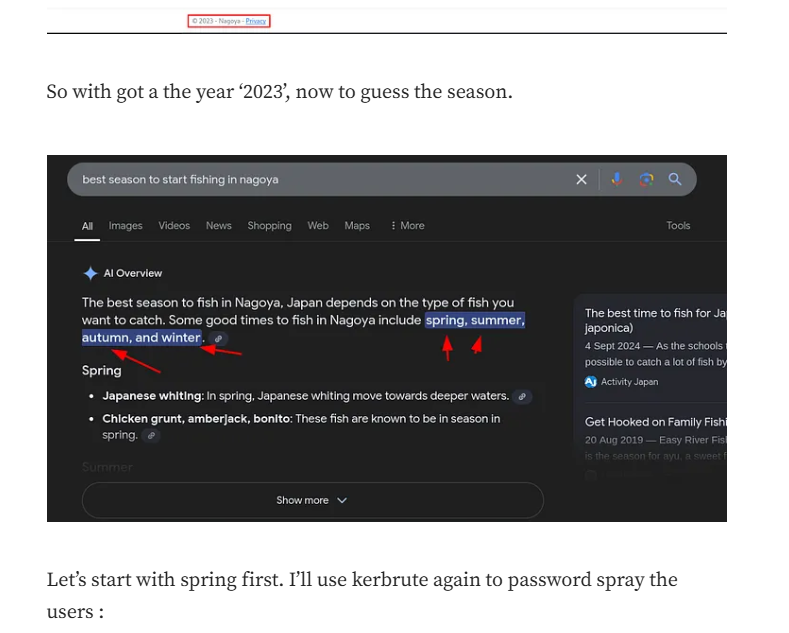 © 2023 - Nagoya - Privacy
So with got a the year ‘2023’, now to guess the season.
best season to start fishing in nagoya
All Images Videos News Shopping Web Maps More Tools
AI Overview
The best season to fish in Nagoya, Japan depends on the type of fish you
want to catch. Some good times to fish in Nagoya include spring, summer,
autumn, and winter.
Spring
Japanese whiting: In spring, Japanese whiting move towards deeper waters.
Chicken grunt, amberjack, bonito: These fish are known to be in season in
spring.
Summer
Show more
The best time to fish for Ja
japonica)
4 Sept 2024 — As the schools
possible to catch a lot of fish by
Activity Japan
Get Hooked on Family Fishi
20 Aug 2019 — Easy River Fis
is the season for ayu, a sweet
Let’s start with spring first. I’ll use kerbrute again to password spray the
users :